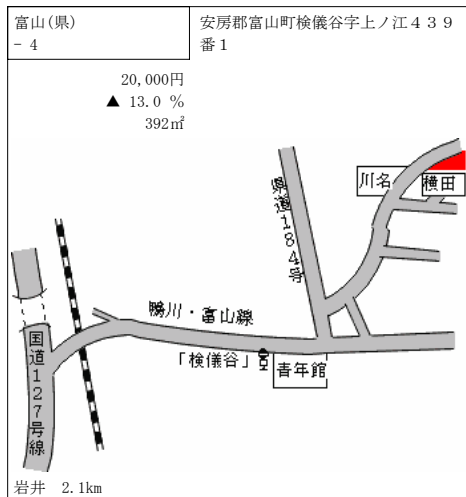 富山(県)
－ 4
安房郡富山町検儀谷字上ノ江４３９
番１
20,000円
▲ 13.0 %
392㎡
川名
横田
県道184号
鴨川・富山線
「検儀谷」
青年館
国道127号線
岩井 2.1km